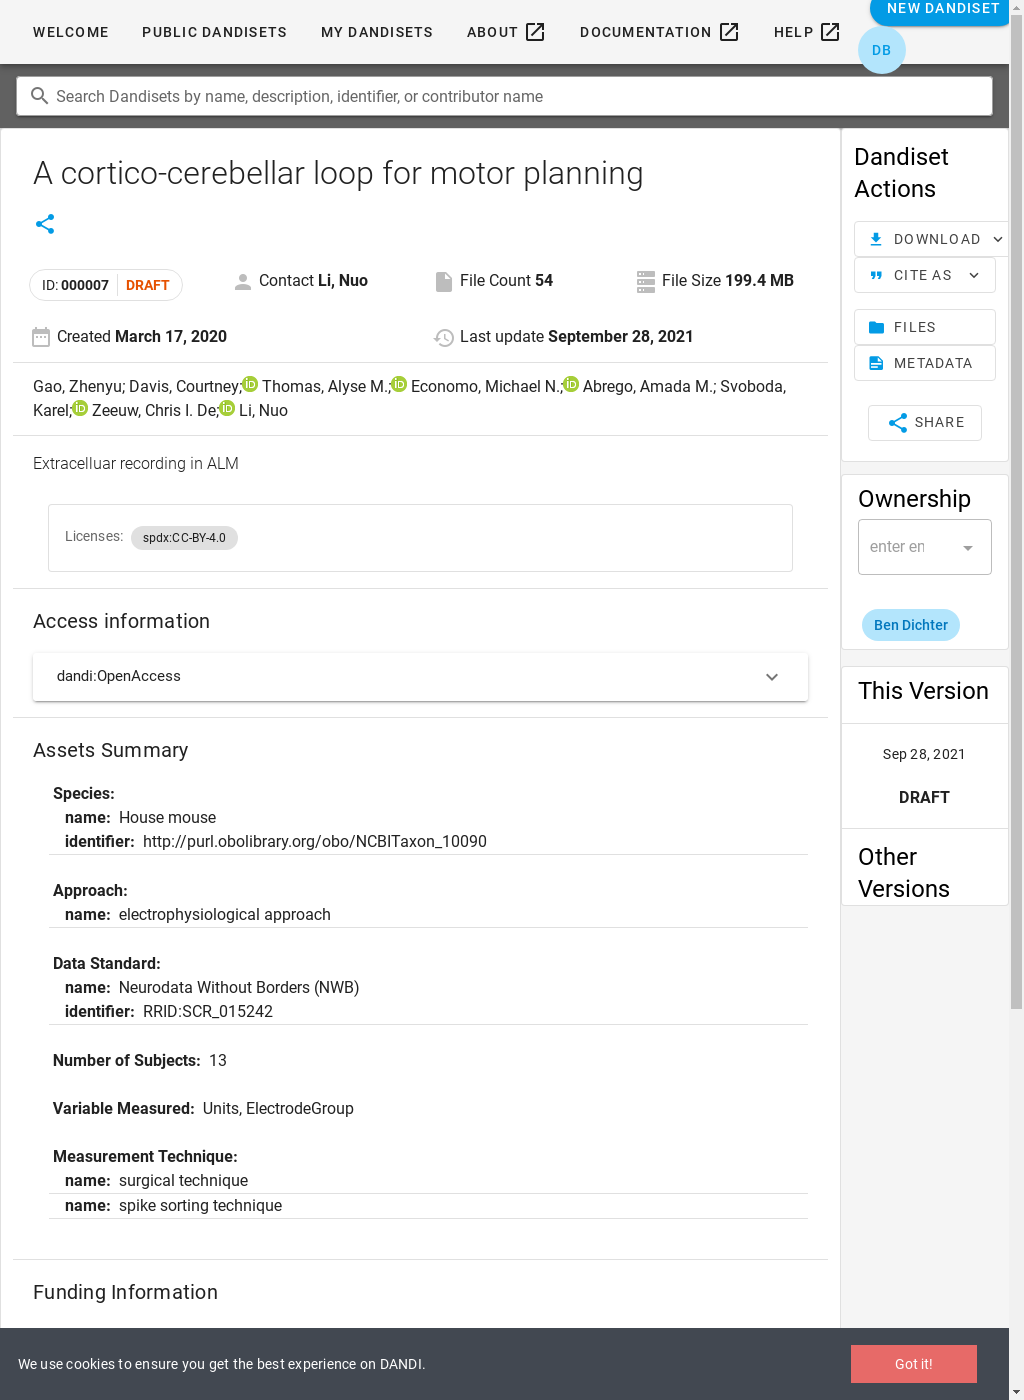 WELCOME
PUBLIC DANDISETS
MY DANDISETS
ABOUT
DOCUMENTATION
HELP
NEW DANDISET
DB
Search Dandisets by name, description, identifier, or contributor name
A cortico-cerebellar loop for motor planning
ID: 000007 DRAFT
Contact Li, Nuo
File Count 54
File Size 199.4 MB
Created March 17, 2020
Last update September 28, 2021
Gao, Zhenyu; Davis, Courtney; Thomas, Alyse M.; Economo, Michael N.; Abrego, Amada M.; Svoboda,
Karel; Zeeuw, Chris I. De; Li, Nuo
Extracelluar recording in ALM
Licenses: spdx:CC-BY-4.0
Access information
dandi:OpenAccess
Assets Summary
Species:
name: House mouse
identifier: http://purl.obolibrary.org/obo/NCBITaxon_10090
Approach:
name: electrophysiological approach
Data Standard:
name: Neurodata Without Borders (NWB)
identifier: RRID:SCR_015242
Number of Subjects: 13
Variable Measured: Units, ElectrodeGroup
Measurement Technique:
name: surgical technique
name: spike sorting technique
Funding Information
Dandiset
Actions
DOWNLOAD
CITE AS
FILES
METADATA
SHARE
Ownership
enter en
Ben Dichter
This Version
Sep 28, 2021
DRAFT
Other
Versions
We use cookies to ensure you get the best experience on DANDI.
Got it!